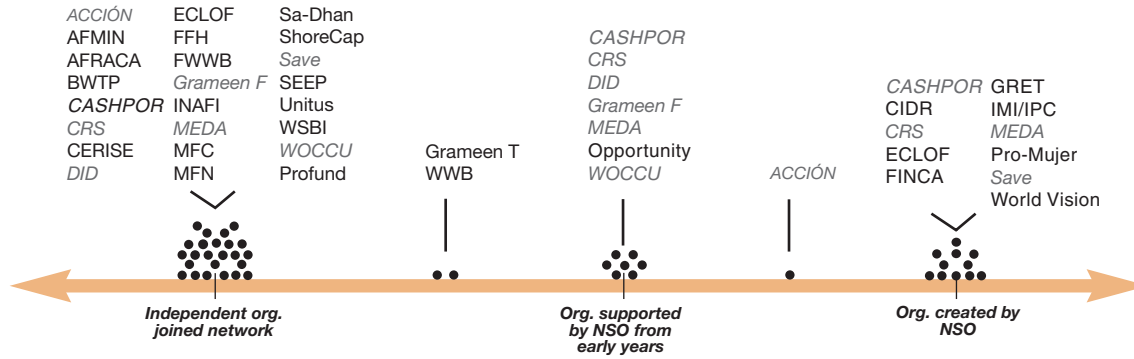 ACCIÓN
AFMIN
AFRACA
BWTP
CASHPOR
CRS
CERISE
DID
ECLOF
FFH
FWWB
Grameen F
INAFI
MEDA
MFC
MFN
Sa-Dhan
ShoreCap
Save
SEEP
Unitus
WSBI
WOCCU
Profund
Grameen T
WWB
CASHPOR
CRS
DID
Grameen F
MEDA
Opportunity
WOCCU
ACCIÓN
CASHPOR
CIDR
CRS
ECLOF
FINCA
GRET
IMI/IPC
MEDA
Pro-Mujer
Save
World Vision
Independent org.
joined network
Org. supported
by NSO from
early years
Org. created by
NSO